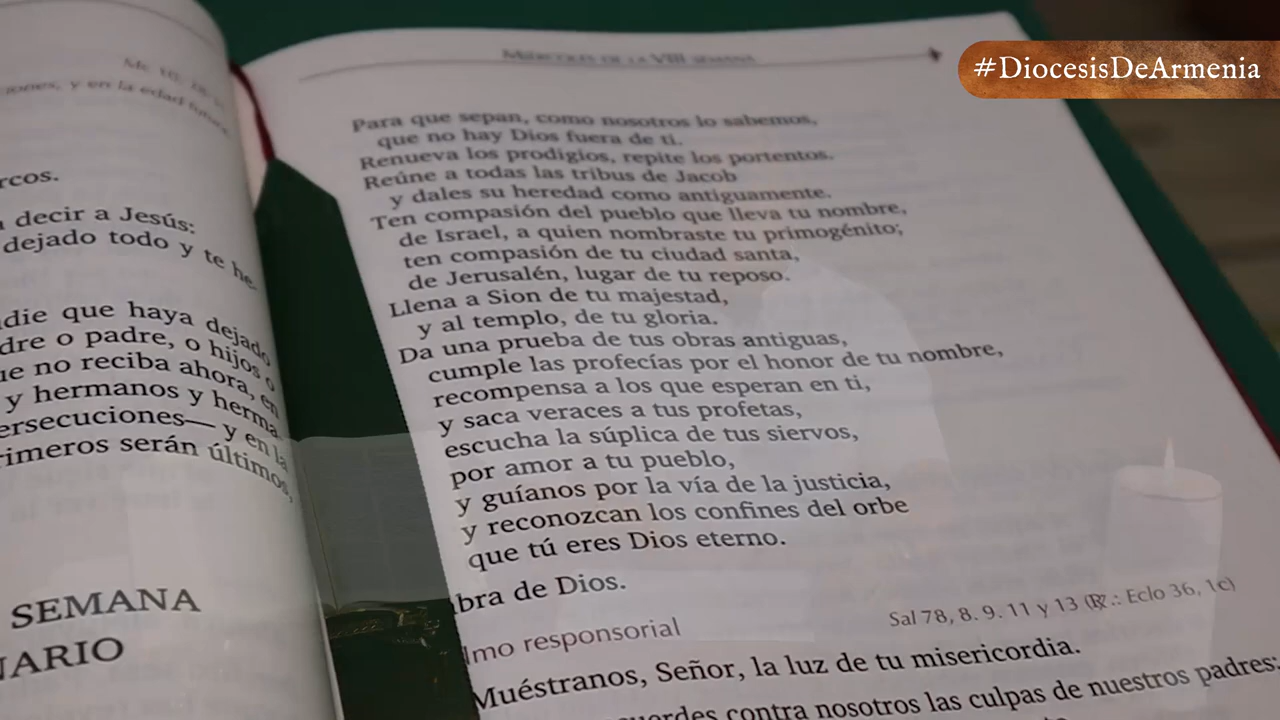 #DiocesisDeArmenia
rcos.
decir a Jesús:
dejado todo y te he-
die que haya dejado
dre o padre, o hijos o
ue no reciba ahora, en
y hermanos y herma-
ersecuciones— y en la
rimeros serán últimos,
SEMANA
NARIO
Miércoles de la VIII semana
Para que sepan, como nosotros lo sabemos,
que no hay Dios fuera de ti.
Renueva los prodigios, repite los portentos.
Reúne a todas las tribus de Jacob
y dales su heredad como antiguamente.
Ten compasión del pueblo que lleva tu nombre,
de Israel, a quien nombraste tu primogénito;
ten compasión de tu ciudad santa,
de Jerusalén, lugar de tu reposo.
Llena a Sion de tu majestad,
y al templo, de tu gloria.
Da una prueba de tus obras antiguas,
cumple las profecías por el honor de tu nombre,
recompensa a los que esperan en ti,
y saca veraces a tus profetas,
escucha la súplica de tus siervos,
por amor a tu pueblo,
y guíanos por la vía de la justicia,
y reconozcan los confines del orbe
que tú eres Dios eterno.
bra de Dios.
lmo responsorial
Sal 78, 8. 9. 11 y 13 (℟.: Eclo 36, 1c)
Muéstranos, Señor, la luz de tu misericordia.
uerdes contra nosotros las culpas de nuestros padres: